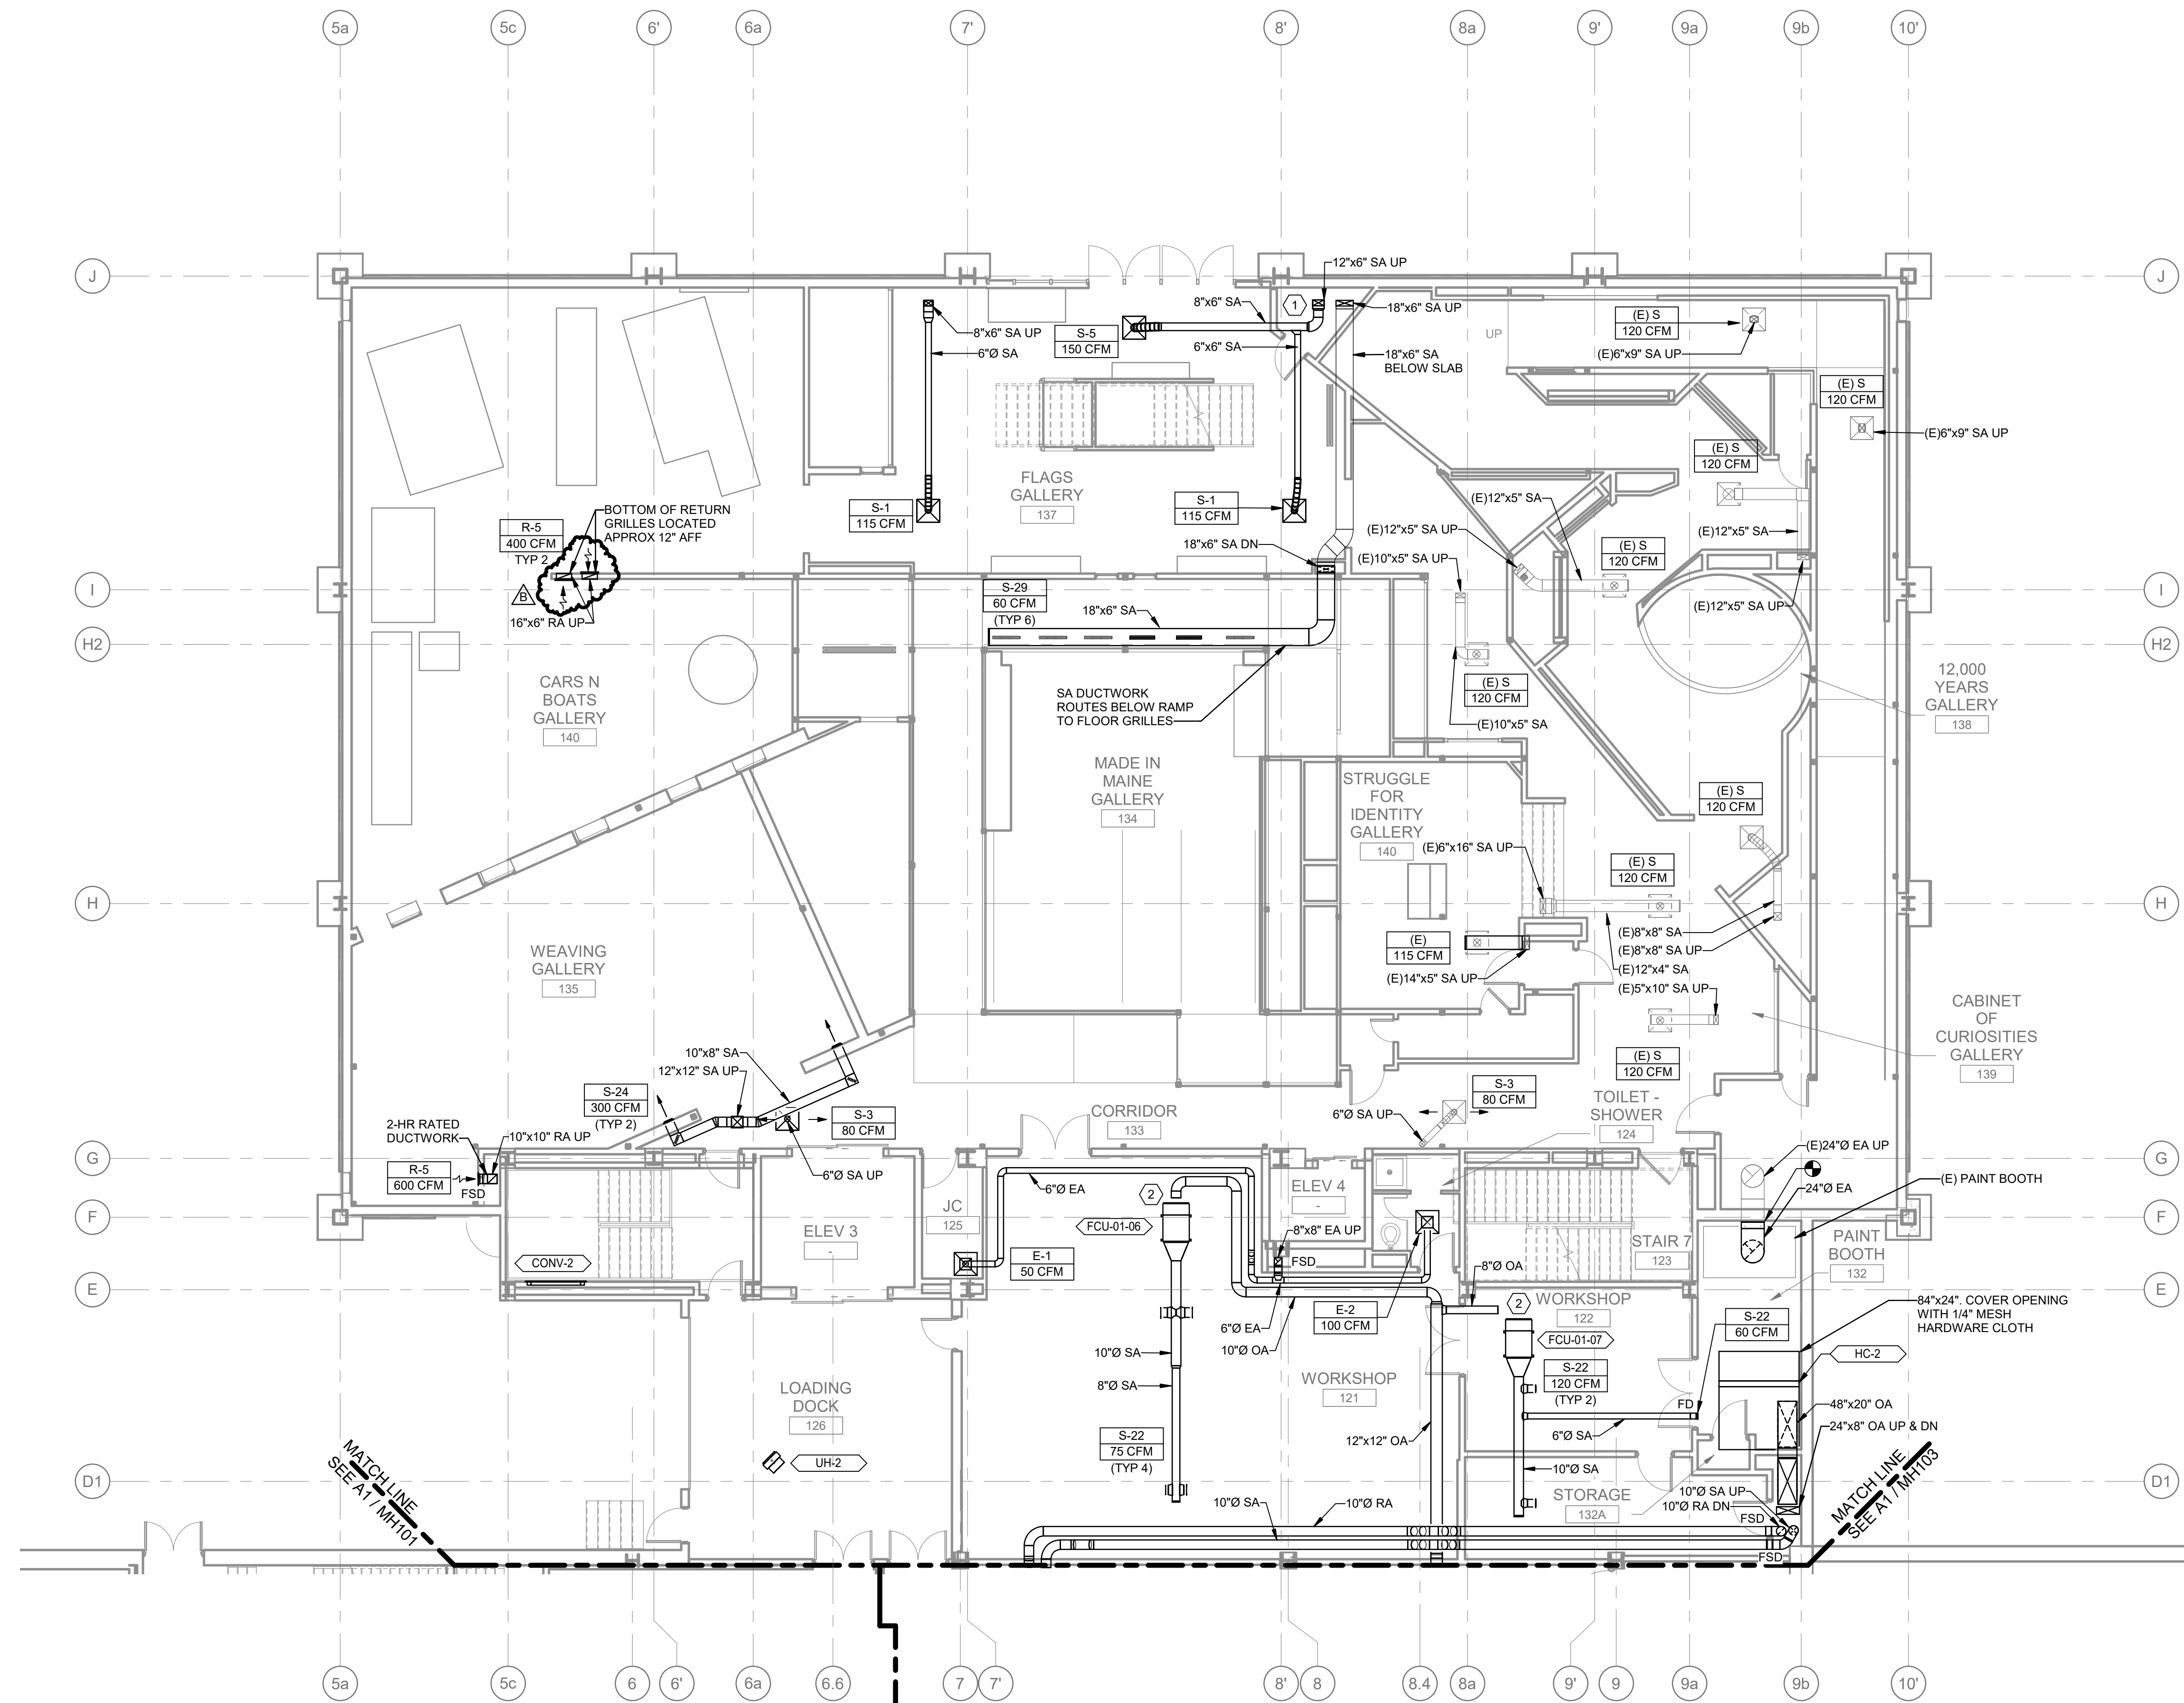 5a
5c
6'
6a
7'
8'
8a
9'
9a
9b
10'
J
J
12"x6" SA UP
8"x6" SA
1
18"x6" SA UP
8"x6" SA UP
S-5
150 CFM
6"Ø SA
6"x6" SA
18"x6" SA
BELOW SLAB
UP
(E) S
120 CFM
(E)6"x9" SA UP
(E) S
120 CFM
(E)6"x9" SA UP
(E) S
120 CFM
FLAGS
GALLERY
137
S-1
115 CFM
S-1
115 CFM
(E)12"x5" SA
(E)12"x5" SA UP
(E)12"x5" SA
BOTTOM OF RETURN
GRILLES LOCATED
APPROX 12" AFF
R-5
400 CFM
TYP 2
18"x6" SA DN
(E)10"x5" SA UP
(E) S
120 CFM
I
I
B
16"x6" RA UP
S-29
60 CFM
(TYP 6)
18"x6" SA
(E)12"x5" SA UP
H2
H2
CARS N
BOATS
GALLERY
140
SA DUCTWORK
ROUTES BELOW RAMP
TO FLOOR GRILLES
(E) S
120 CFM
(E)10"x5" SA
12,000
YEARS
GALLERY
138
MADE IN
MAINE
GALLERY
134
STRUGGLE
FOR
IDENTITY
GALLERY
140
(E) S
120 CFM
(E)6"x16" SA UP
(E) S
120 CFM
H
H
(E)
115 CFM
(E)8"x8" SA
(E)8"x8" SA UP
(E)12"x4" SA
(E)14"x5" SA UP
(E)5"x10" SA UP
WEAVING
GALLERY
135
CABINET
OF
CURIOSITIES
GALLERY
139
10"x8" SA
12"x12" SA UP
(E) S
120 CFM
S-24
300 CFM
(TYP 2)
S-3
80 CFM
CORRIDOR
133
6"Ø SA UP
S-3
80 CFM
TOILET -
SHOWER
124
2-HR RATED
DUCTWORK
10"x10" RA UP
(E)24"Ø EA UP
G
G
R-5
600 CFM
FSD
6"Ø SA UP
6"Ø EA
24"Ø EA
(E) PAINT BOOTH
2
ELEV 4
-
JC
125
FCU-01-06
F
F
ELEV 3
-
8"x8" EA UP
STAIR 7
123
PAINT
BOOTH
132
CONV-2
E-1
50 CFM
FSD
8"Ø OA
E
E
2
WORKSHOP
122
84"x24". COVER OPENING
WITH 1/4" MESH
HARDWARE CLOTH
E-2
100 CFM
6"Ø EA
10"Ø OA
S-22
60 CFM
FCU-01-07
HC-2
10"Ø SA
8"Ø SA
WORKSHOP
121
S-22
120 CFM
(TYP 2)
LOADING
DOCK
126
FD
48"x20" OA
24"x8" OA UP & DN
S-22
75 CFM
(TYP 4)
12"x12" OA
6"Ø SA
MATCH LINE
SEE A1 / MH101
UH-2
10"Ø SA
D1
D1
STORAGE
132A
10"Ø SA UP
10"Ø RA DN
10"Ø SA
10"Ø RA
FSD
FSD
MATCH LINE
SEE A1 / MH103
5a
5c
6
6'
6a
6.6
7
7'
8'
8
8.4
8a
9'
9
9a
9b
10'